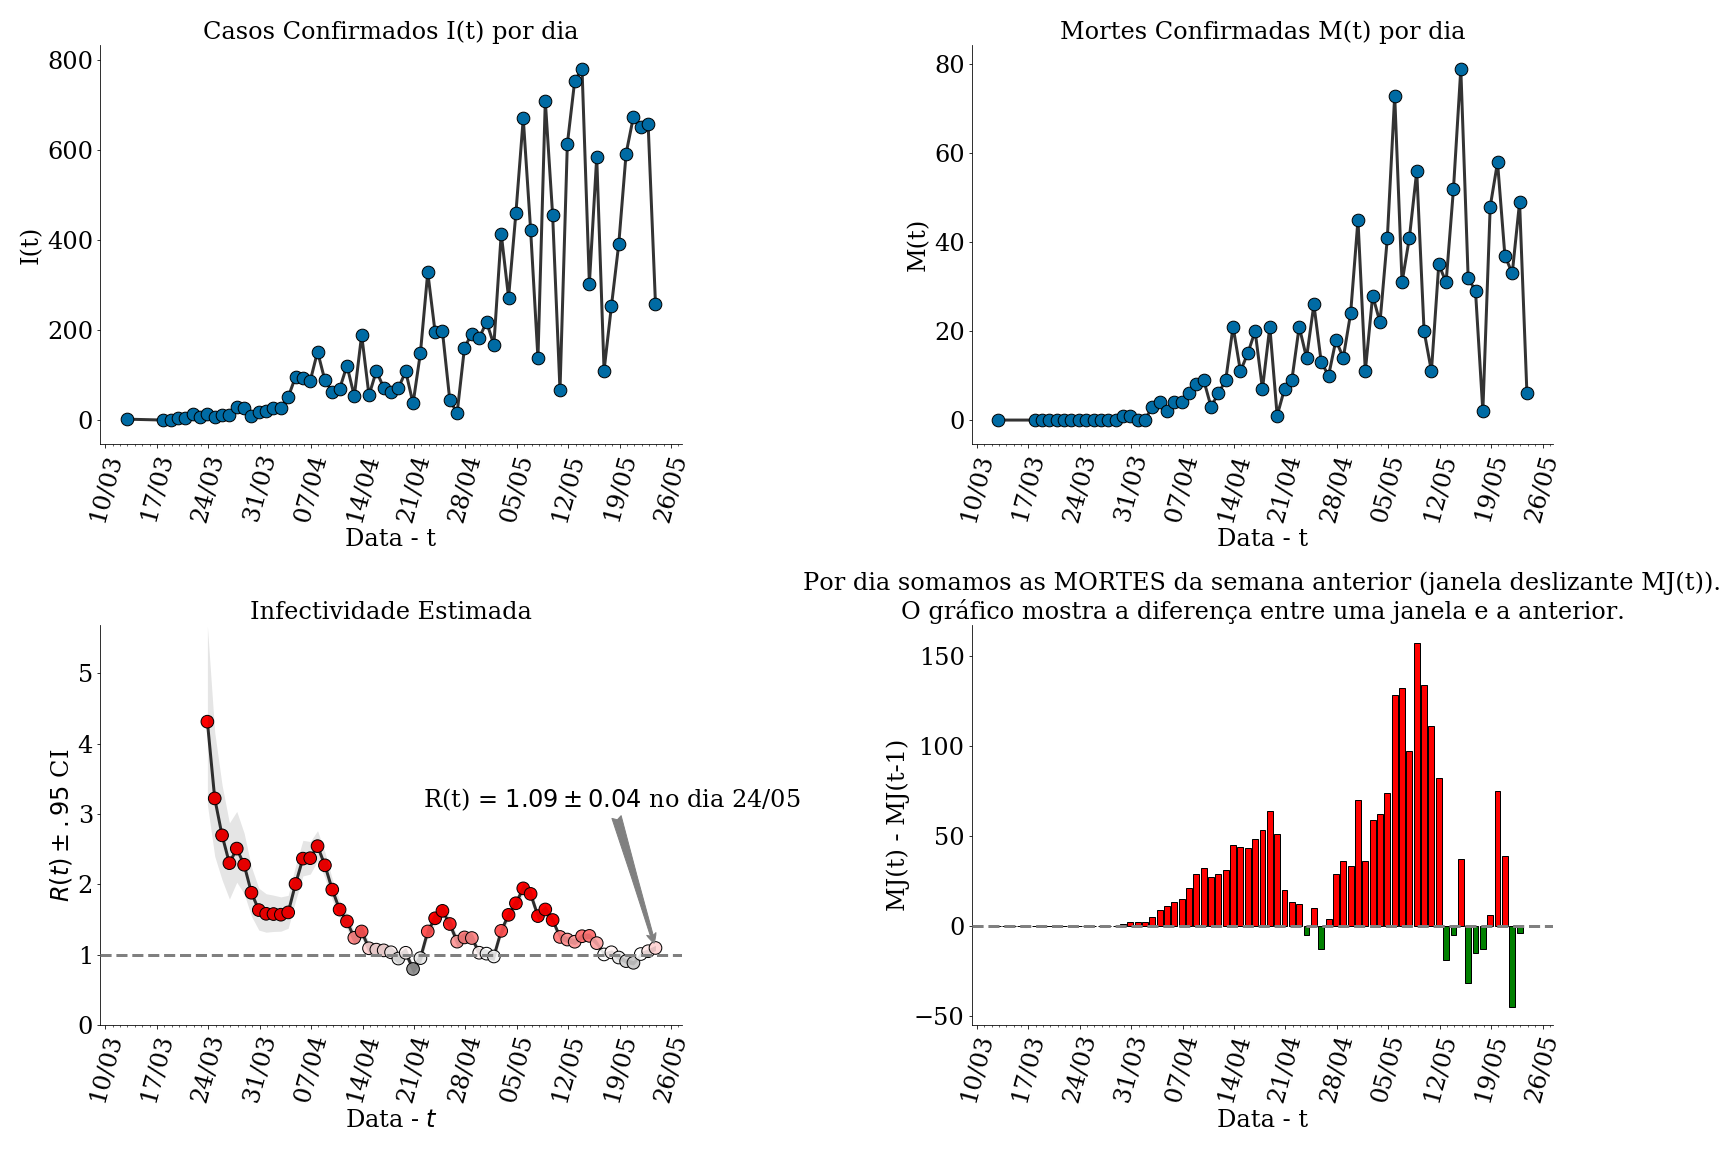 Casos Confirmados I(t) por dia
I(t)
800
600
400
200
0
10/03 17/03 24/03 31/03 07/04 14/04 21/04 28/04 05/05 12/05 19/05 26/05
Data - t
Mortes Confirmadas M(t) por dia
M(t)
80
60
40
20
0
10/03 17/03 24/03 31/03 07/04 14/04 21/04 28/04 05/05 12/05 19/05 26/05
Data - t
Infectividade Estimada
R(t) ± .95 CI
5
4
3
2
1
0
R(t) = 1.09 ± 0.04 no dia 24/05
10/03 17/03 24/03 31/03 07/04 14/04 21/04 28/04 05/05 12/05 19/05 26/05
Data - t
Por dia somamos as MORTES da semana anterior (janela deslizante MJ(t)).
O gráfico mostra a diferença entre uma janela e a anterior.
MJ(t) - MJ(t-1)
150
100
50
0
−50
10/03 17/03 24/03 31/03 07/04 14/04 21/04 28/04 05/05 12/05 19/05 26/05
Data - t